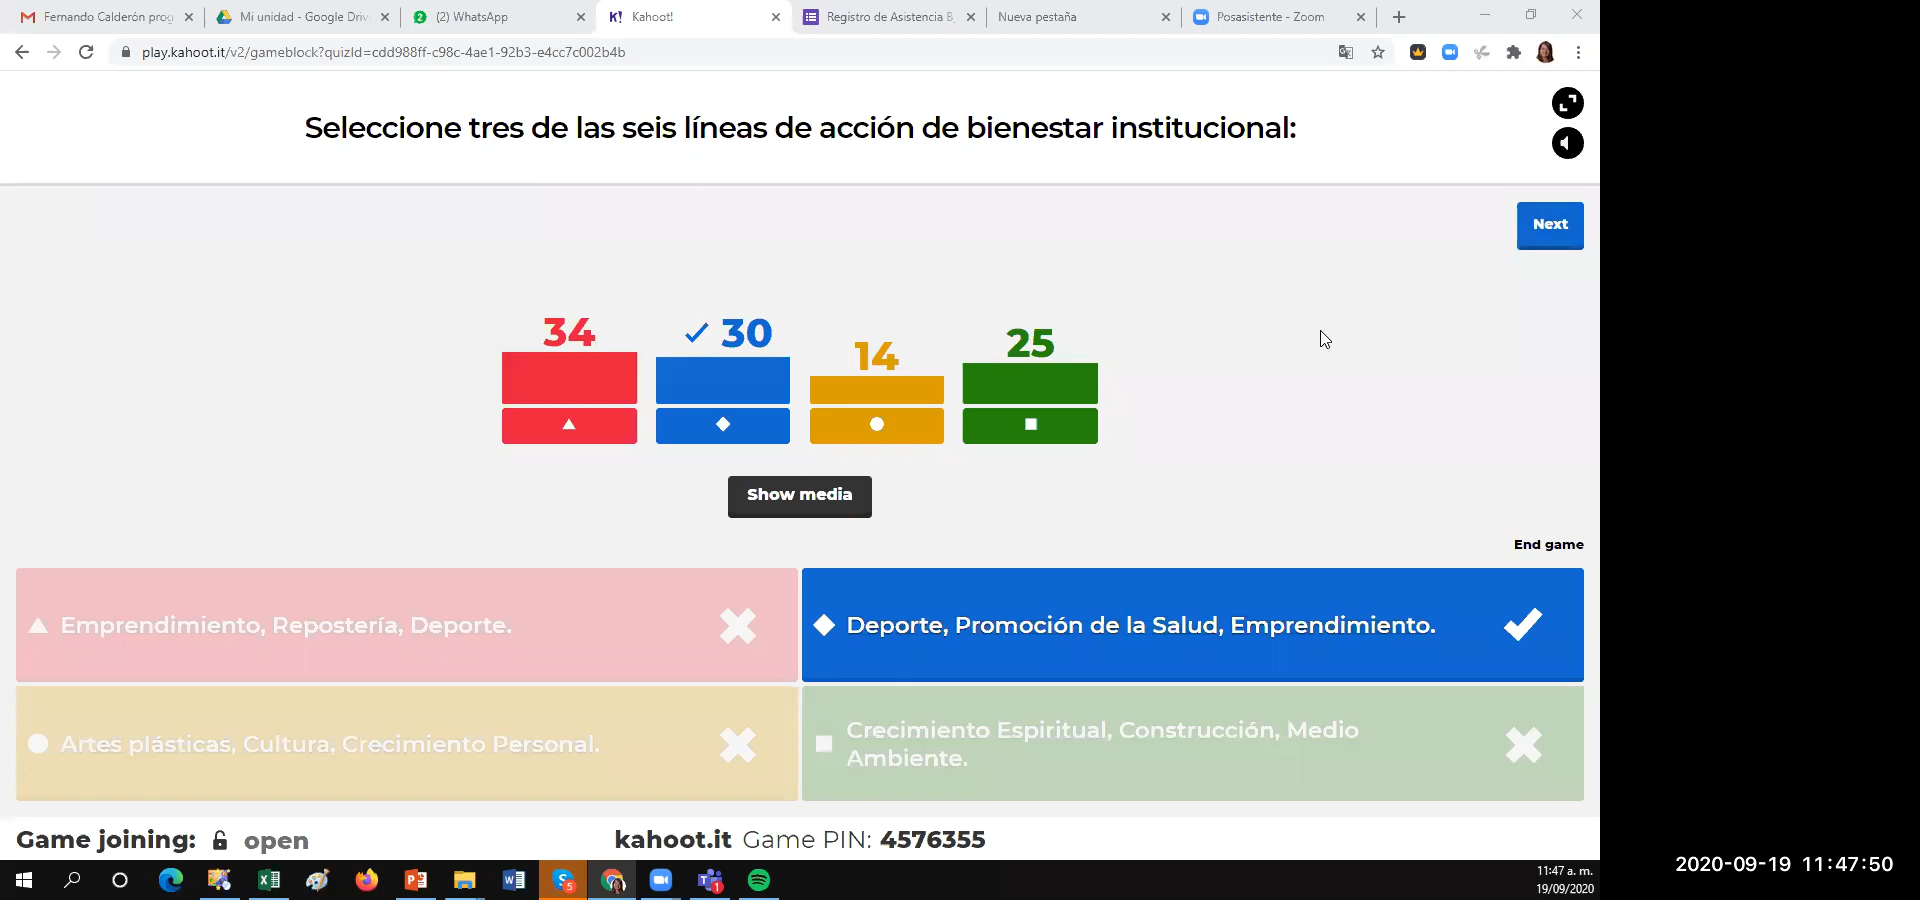 Fernando Calderón prog
Mi unidad - Google Driv
(2) WhatsApp
Kahoot!
Registro de Asistencia B
Nueva pestaña
Posasistente - Zoom
play.kahoot.it/v2/gameblock?quizId=cdd988ff-c98c-4ae1-92b3-e4cc7c002b4b
Seleccione tres de las seis líneas de acción de bienestar institucional:
Next
34
30
14
25
Show media
End game
Emprendimiento, Repostería, Deporte.
Deporte, Promoción de la Salud, Emprendimiento.
Artes plásticas, Cultura, Crecimiento Personal.
Crecimiento Espiritual, Construcción, Medio
Ambiente.
Game joining: open
kahoot.it Game PIN: 4576355
11:47 a. m.
19/09/2020
2020-09-19 11:47:50